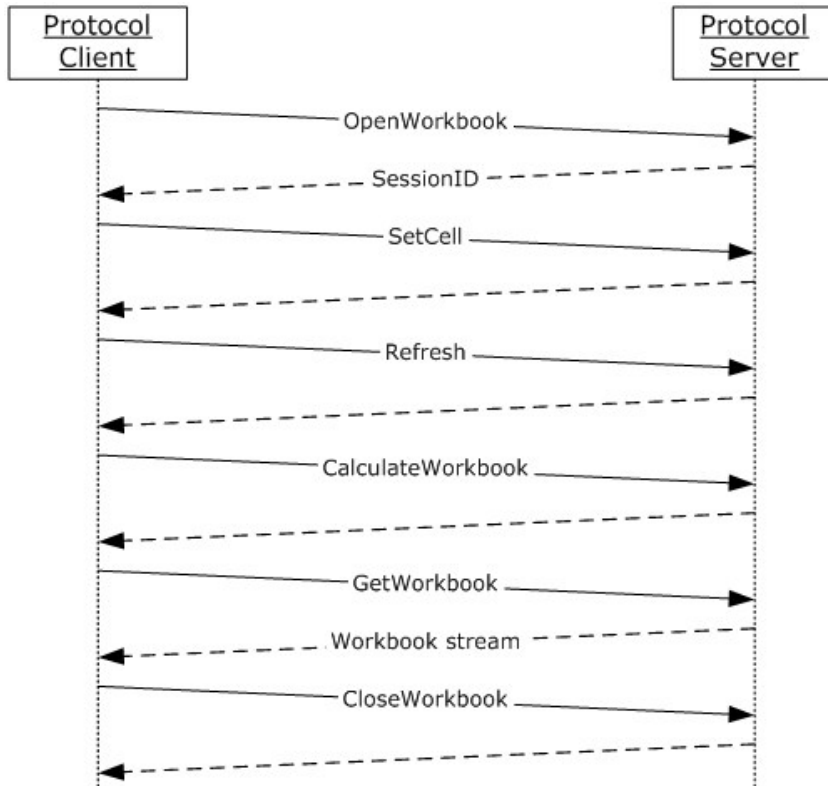 Protocol
Client
Protocol
Server
OpenWorkbook
SessionID
SetCell
Refresh
CalculateWorkbook
GetWorkbook
Workbook stream
CloseWorkbook